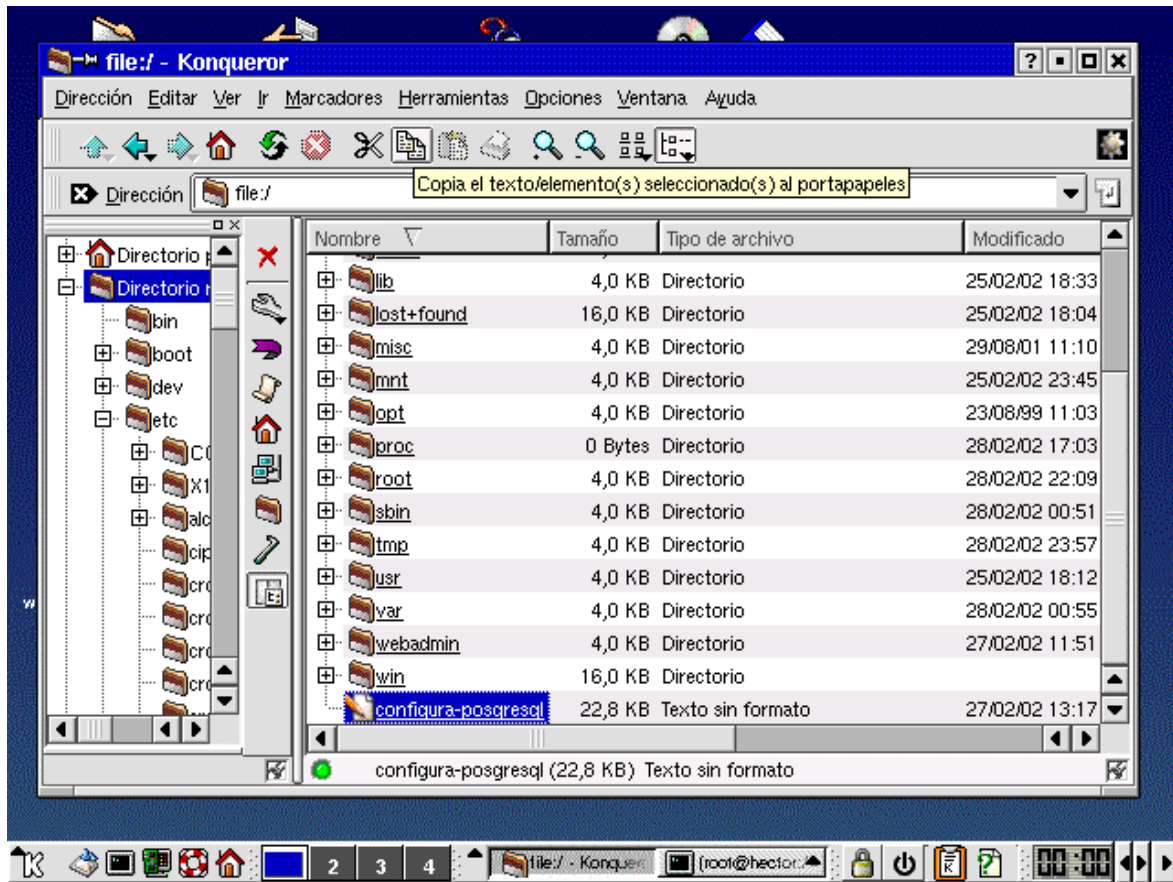 file:/ - Konqueror
Dirección Editar Ver Ir Marcadores Herramientas Opciones Ventana Ayuda
Copia el texto/elemento(s) seleccionado(s) al portapapeles
Dirección file:/
Directorio
Directorio
bin
boot
dev
etc
Nombre Tamaño Tipo de archivo Modificado
lib 4,0 KB Directorio 25/02/02 18:33
lost+found 16,0 KB Directorio 25/02/02 18:04
misc 4,0 KB Directorio 29/08/01 11:10
mnt 4,0 KB Directorio 25/02/02 23:45
opt 4,0 KB Directorio 23/08/99 11:03
proc 0 Bytes Directorio 28/02/02 17:03
root 4,0 KB Directorio 28/02/02 22:09
sbin 4,0 KB Directorio 28/02/02 00:51
tmp 4,0 KB Directorio 28/02/02 23:57
usr 4,0 KB Directorio 25/02/02 18:12
var 4,0 KB Directorio 28/02/02 00:55
webadmin 4,0 KB Directorio 27/02/02 11:51
win 16,0 KB Directorio
configura-posgresql 22,8 KB Texto sin formato 27/02/02 13:17
configura-posgresql (22,8 KB) Texto sin formato
2 3 4
file:/ - Konquer
(root@hector:
00:00